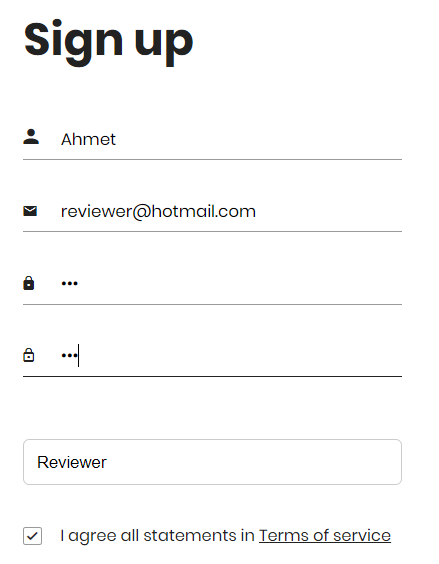 Sign up
Ahmet
reviewer@hotmail.com
•••
•••
Reviewer
I agree all statements in Terms of service